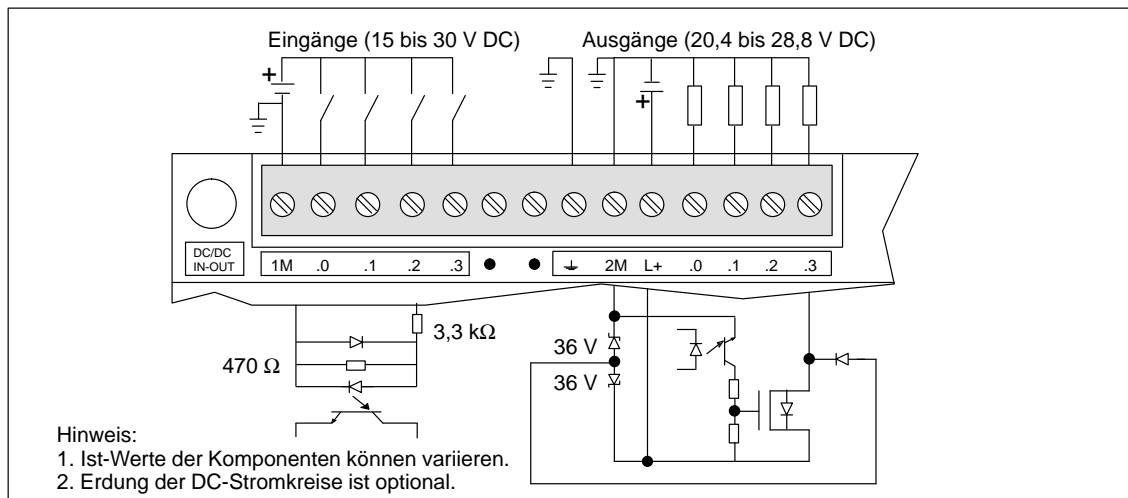 Eingänge (15 bis 30 V DC)
Ausgänge (20,4 bis 28,8 V DC)
+
+
DC/DC
IN-OUT
1M .0 .1 .2 .3 2M L+ .0 .1 .2 .3
3,3 kΩ
470 Ω
36 V
36 V
Hinweis:
1. Ist-Werte der Komponenten können variieren.
2. Erdung der DC-Stromkreise ist optional.